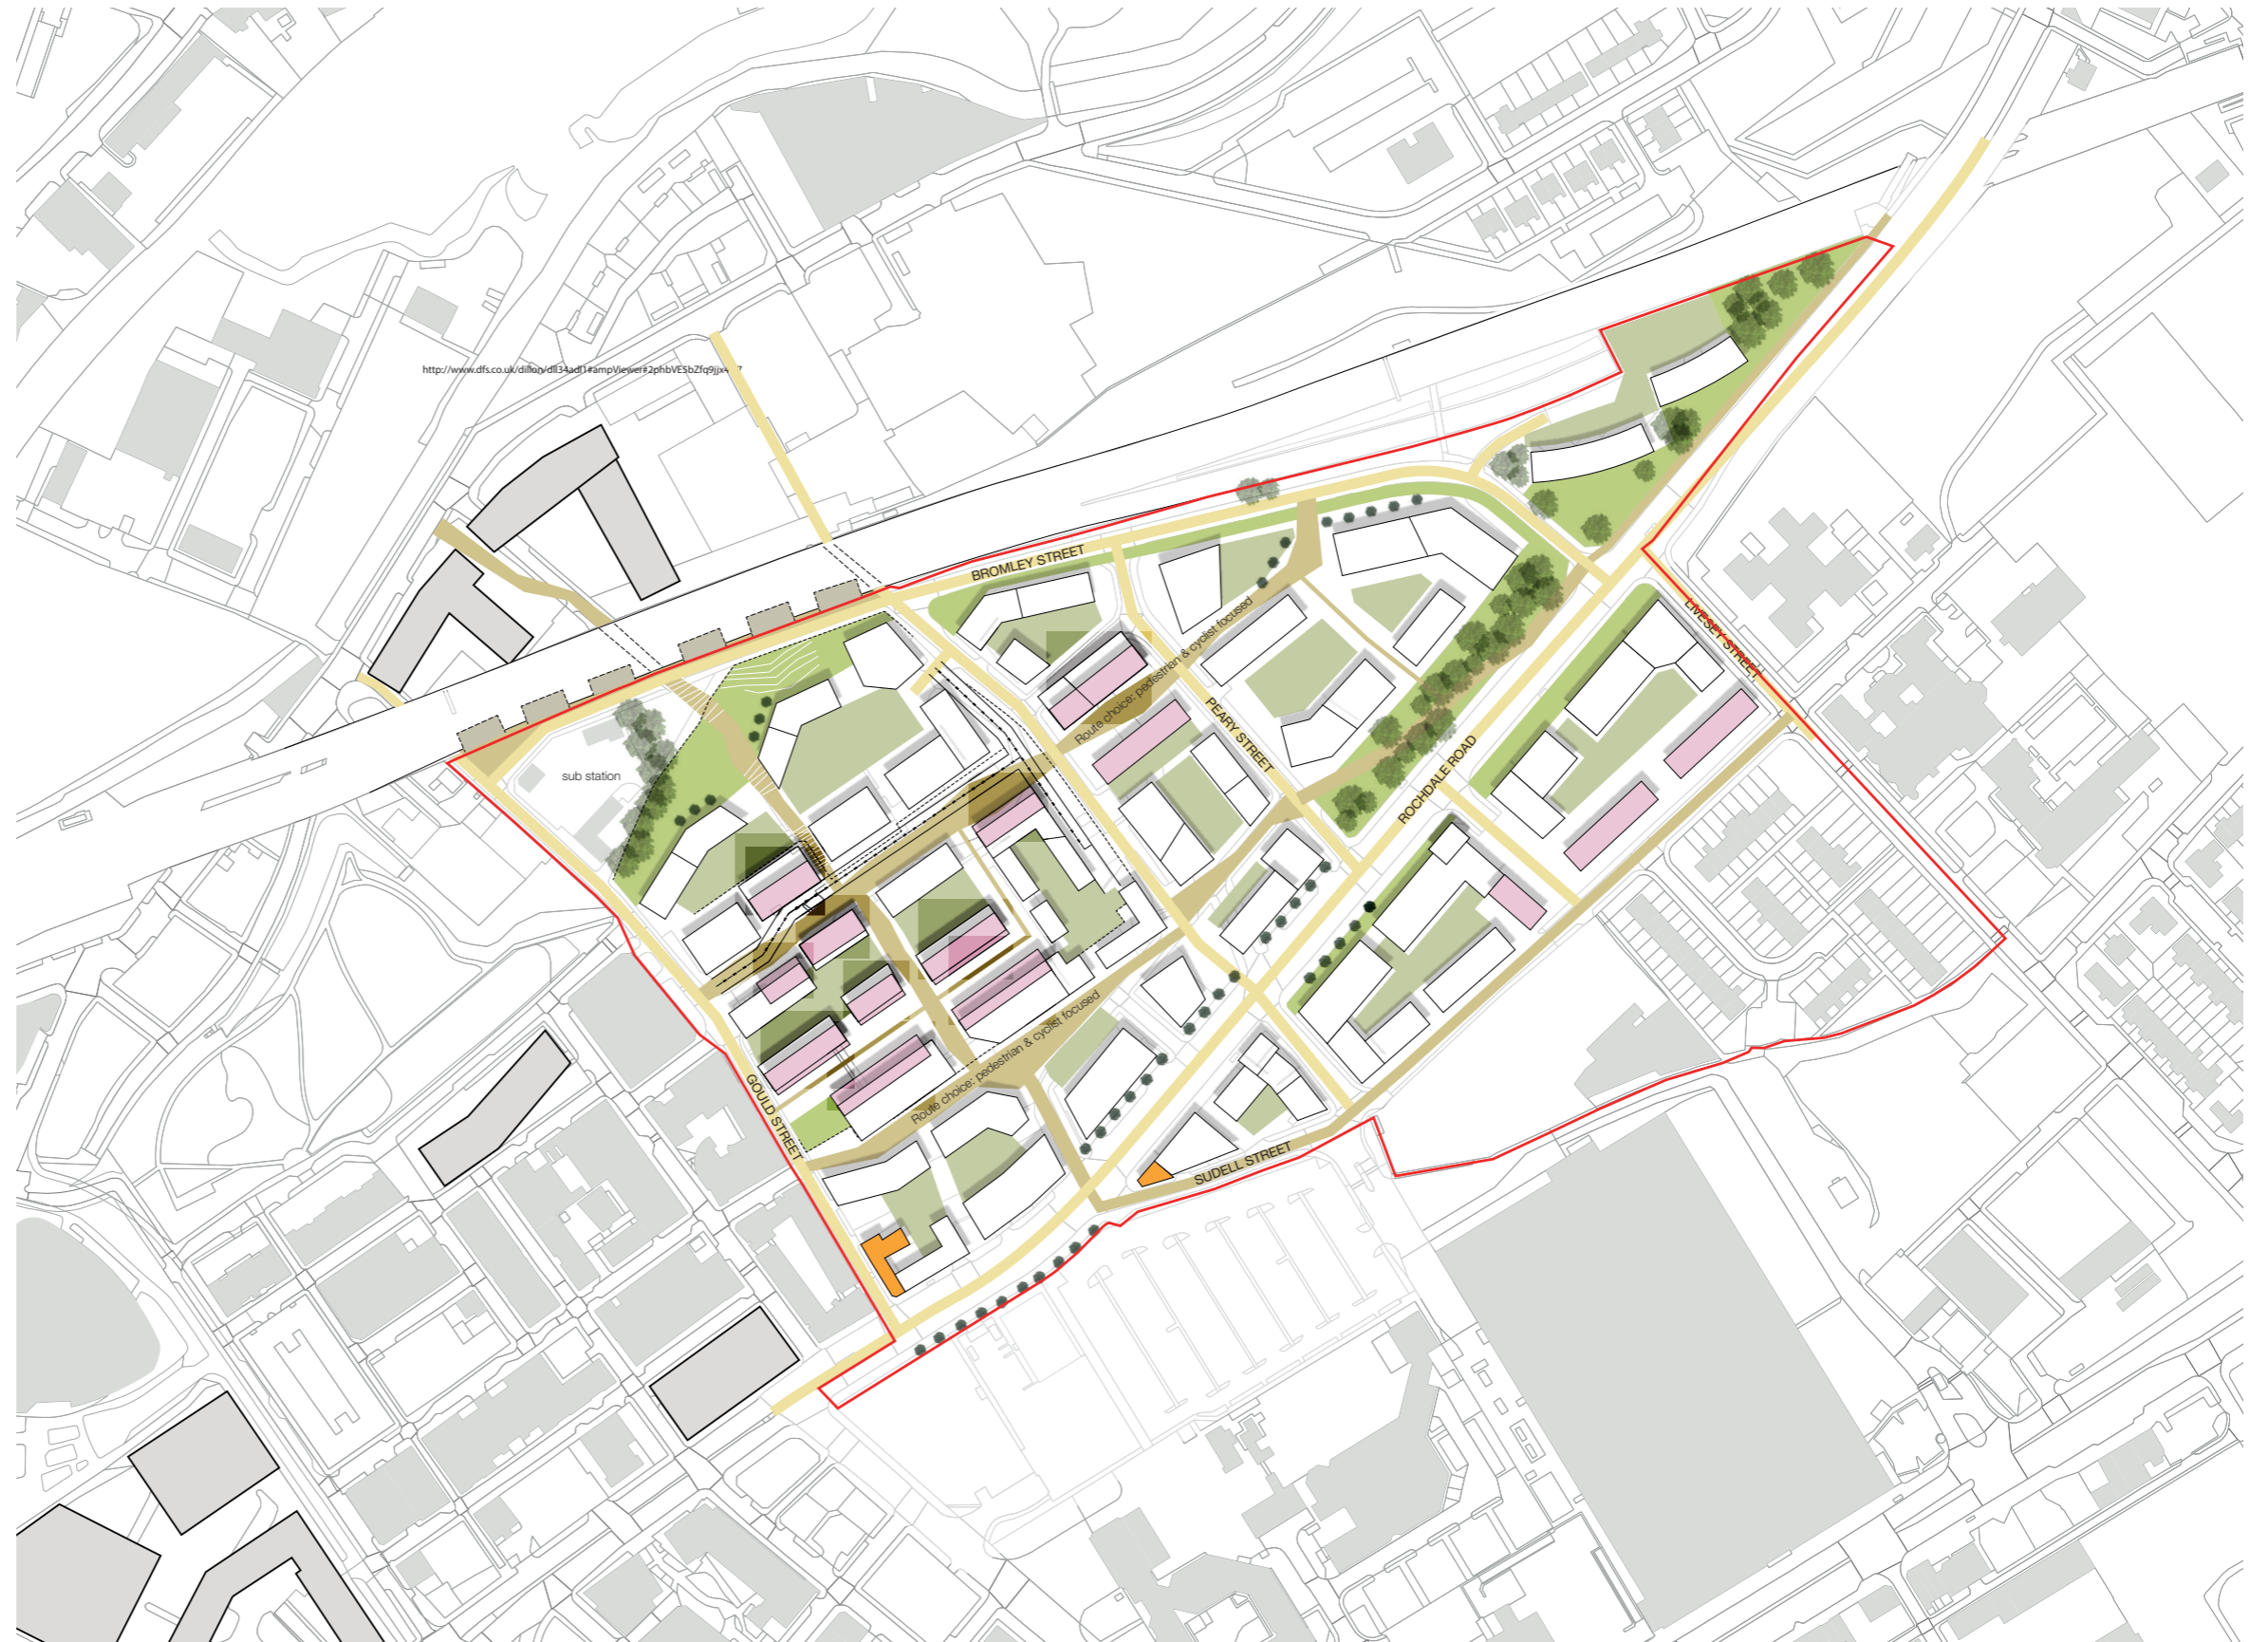 http://www.dfs.co.uk/dillon/dll34adl1#ampViewer#2phbVESbZfq9jjx4
BROMLEY STREET
LIVESEY STREET
Route choice: pedestrian & cyclist focused
PEARY STREET
ROCHDALE ROAD
sub station
Route choice: pedestrian & cyclist focused
GOULD STREET
SUDELL STREET